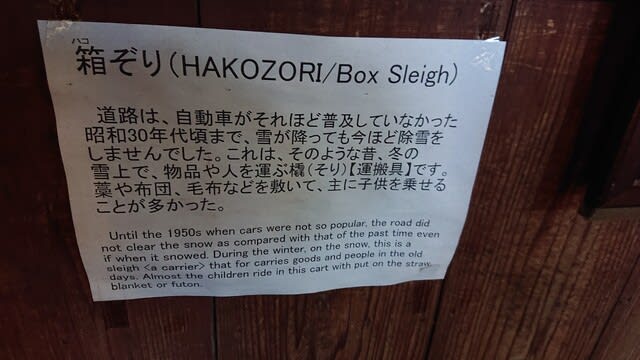 ハコ
箱ぞり(HAKOZORI/Box Sleigh)
道路は、自動車がそれほど普及していなかった
昭和30年代頃まで、雪が降っても今ほど除雪を
しませんでした。これは、そのような昔、冬の
雪上で、物品や人を運ぶ橇(そり)【運搬具】です。
藁や布団、毛布などを敷いて、主に子供を乗せる
ことが多かった。
Until the 1950s when cars were not so popular, the road did
not clear the snow as compared with that of the past time even
if when it snowed. During the winter, on the snow, this is a
sleigh <a carrier> that for carries goods and people in the old
days. Almost the children ride in this cart with put on the straw,
blanket or futon.